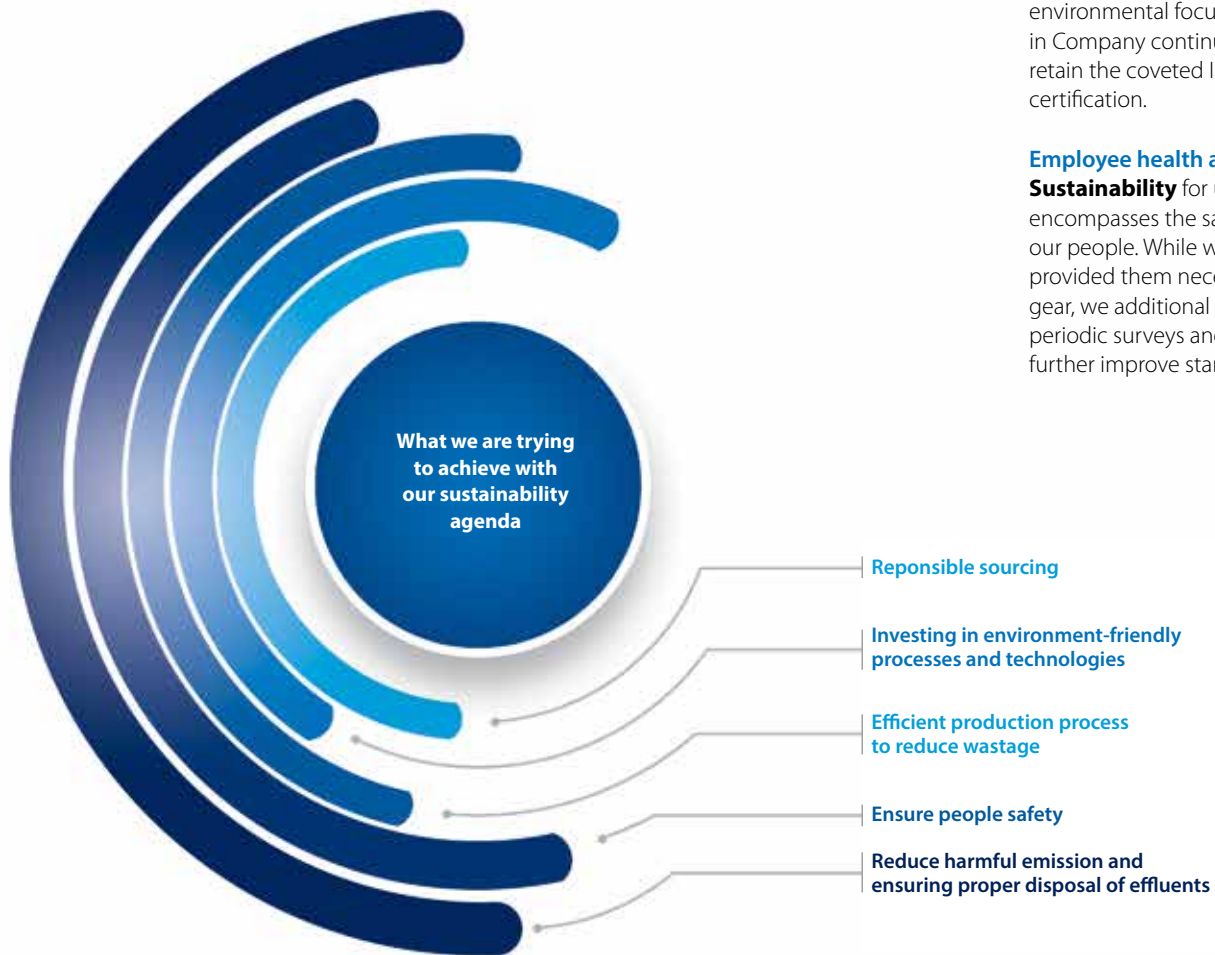 environmental focu
in Company continu
retain the coveted I
certification.
Employee health a
Sustainability for u
encompasses the sa
our people. While w
provided them nece
gear, we additional
periodic surveys and
further improve star
What we are trying
to achieve with
our sustainability
agenda
Reponsible sourcing
Investing in environment-friendly
processes and technologies
Efficient production process
to reduce wastage
Ensure people safety
Reduce harmful emission and
ensuring proper disposal of effluents